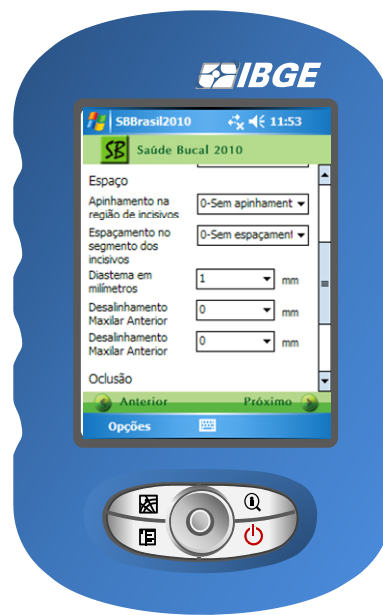 IBGE
SBBrasil2010 11:53
SB Saúde Bucal 2010
Espaço
Apinhamento na
região de incisivos
0-Sem apinhament
Espaçamento no
segmento dos
incisivos
0-Sem espaçament
Diastema em
milímetros
1 mm
Desalinhamento
Maxilar Anterior
0 mm
Desalinhamento
Maxilar Anterior
0 mm
Oclusão
Anterior Próximo
Opções